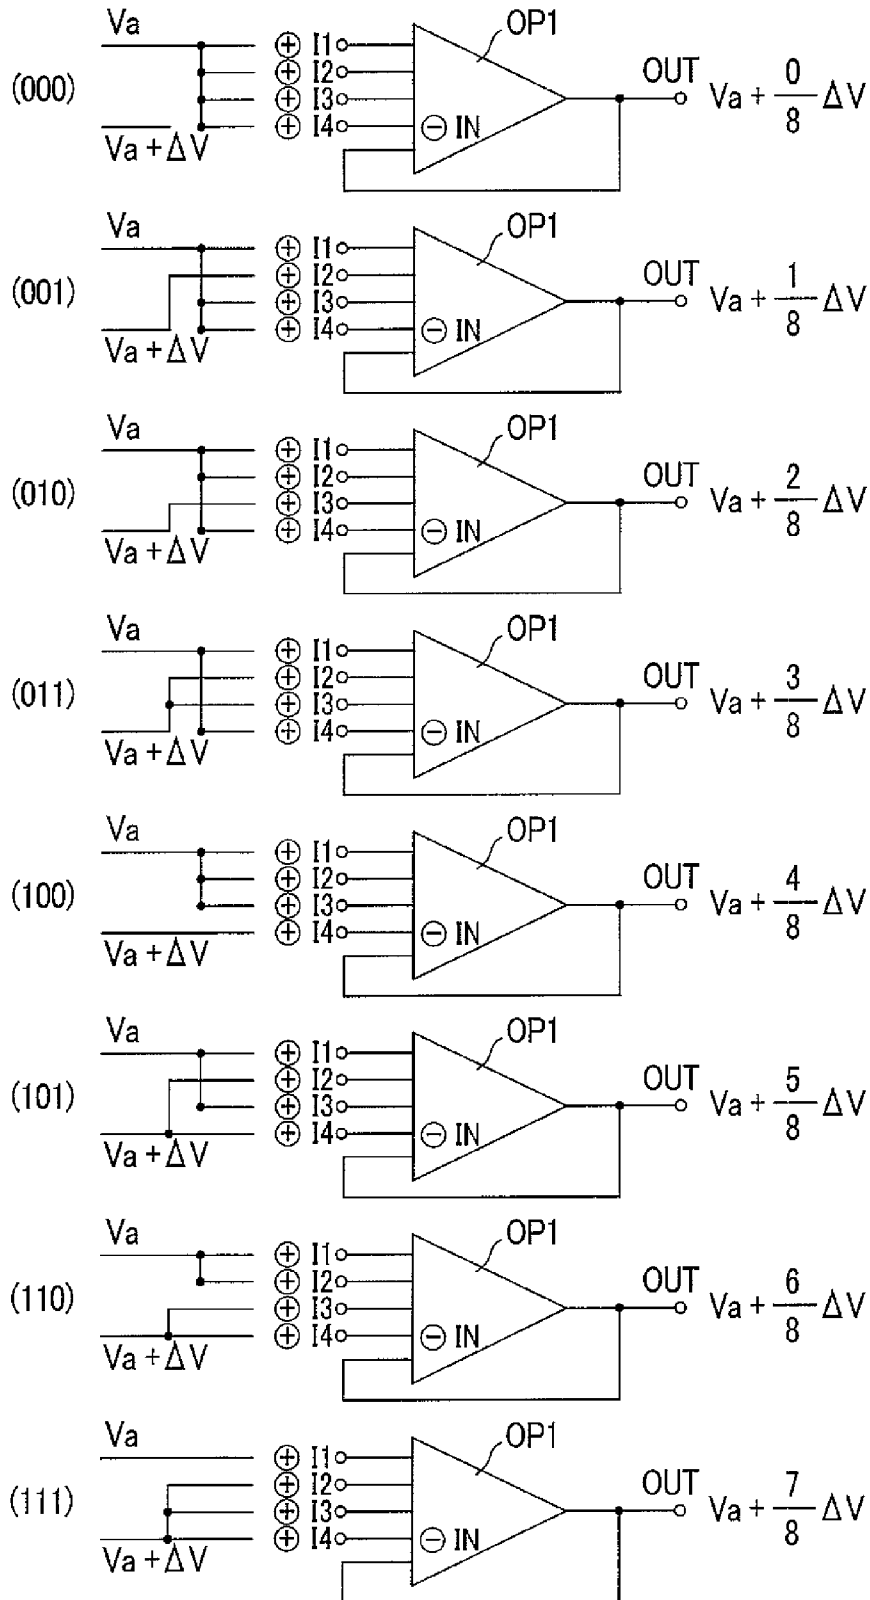 Va
OP1
(000)
⊕ I1
⊕ I2
⊕ I3
⊕ I4
⊖ IN
OUT
Va + 0/8 ΔV
Va + ΔV
Va
OP1
(001)
⊕ I1
⊕ I2
⊕ I3
⊕ I4
⊖ IN
OUT
Va + 1/8 ΔV
Va + ΔV
Va
OP1
(010)
⊕ I1
⊕ I2
⊕ I3
⊕ I4
⊖ IN
OUT
Va + 2/8 ΔV
Va + ΔV
Va
OP1
(011)
⊕ I1
⊕ I2
⊕ I3
⊕ I4
⊖ IN
OUT
Va + 3/8 ΔV
Va + ΔV
Va
OP1
(100)
⊕ I1
⊕ I2
⊕ I3
⊕ I4
⊖ IN
OUT
Va + 4/8 ΔV
Va + ΔV
Va
OP1
(101)
⊕ I1
⊕ I2
⊕ I3
⊕ I4
⊖ IN
OUT
Va + 5/8 ΔV
Va + ΔV
Va
OP1
(110)
⊕ I1
⊕ I2
⊕ I3
⊕ I4
⊖ IN
OUT
Va + 6/8 ΔV
Va + ΔV
Va
OP1
(111)
⊕ I1
⊕ I2
⊕ I3
⊕ I4
⊖ IN
OUT
Va + 7/8 ΔV
Va + ΔV